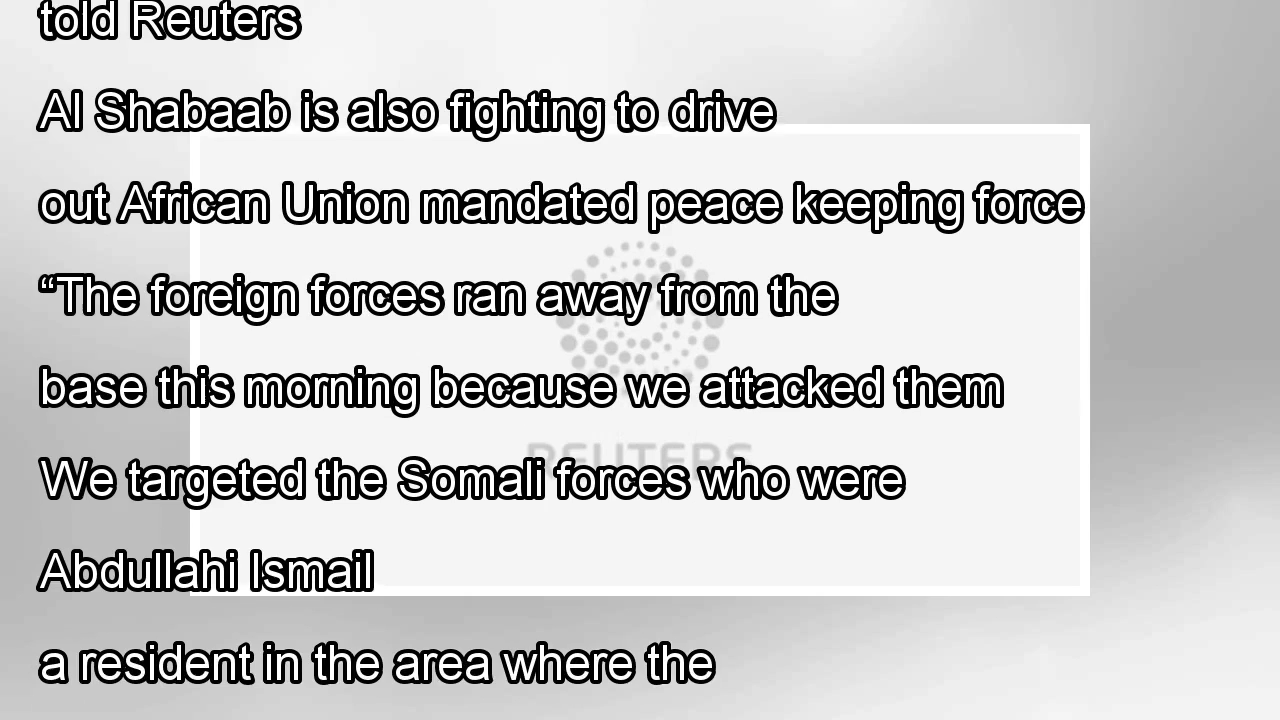 told Reuters
Al Shabaab is also fighting to drive
out African Union mandated peace keeping force
“The foreign forces ran away from the
base this morning because we attacked them
REUTERS
We targeted the Somali forces who were
Abdullahi Ismail
a resident in the area where the